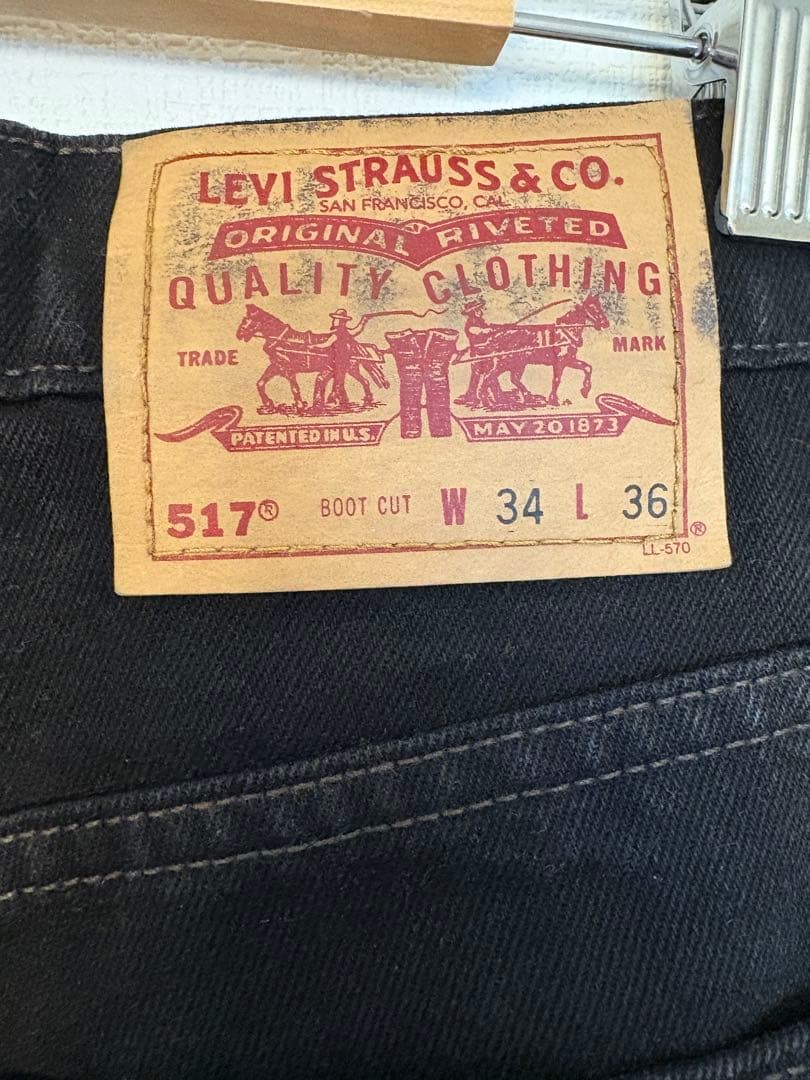 LEVI STRAUSS & CO.
SAN FRANCISCO, CAL.
ORIGINAL RIVETED
QUALITY CLOTHING
TRADE MARK
PATENTED IN U.S. MAY 20 1873
517® BOOT CUT W 34 L 36 ®
LL-570